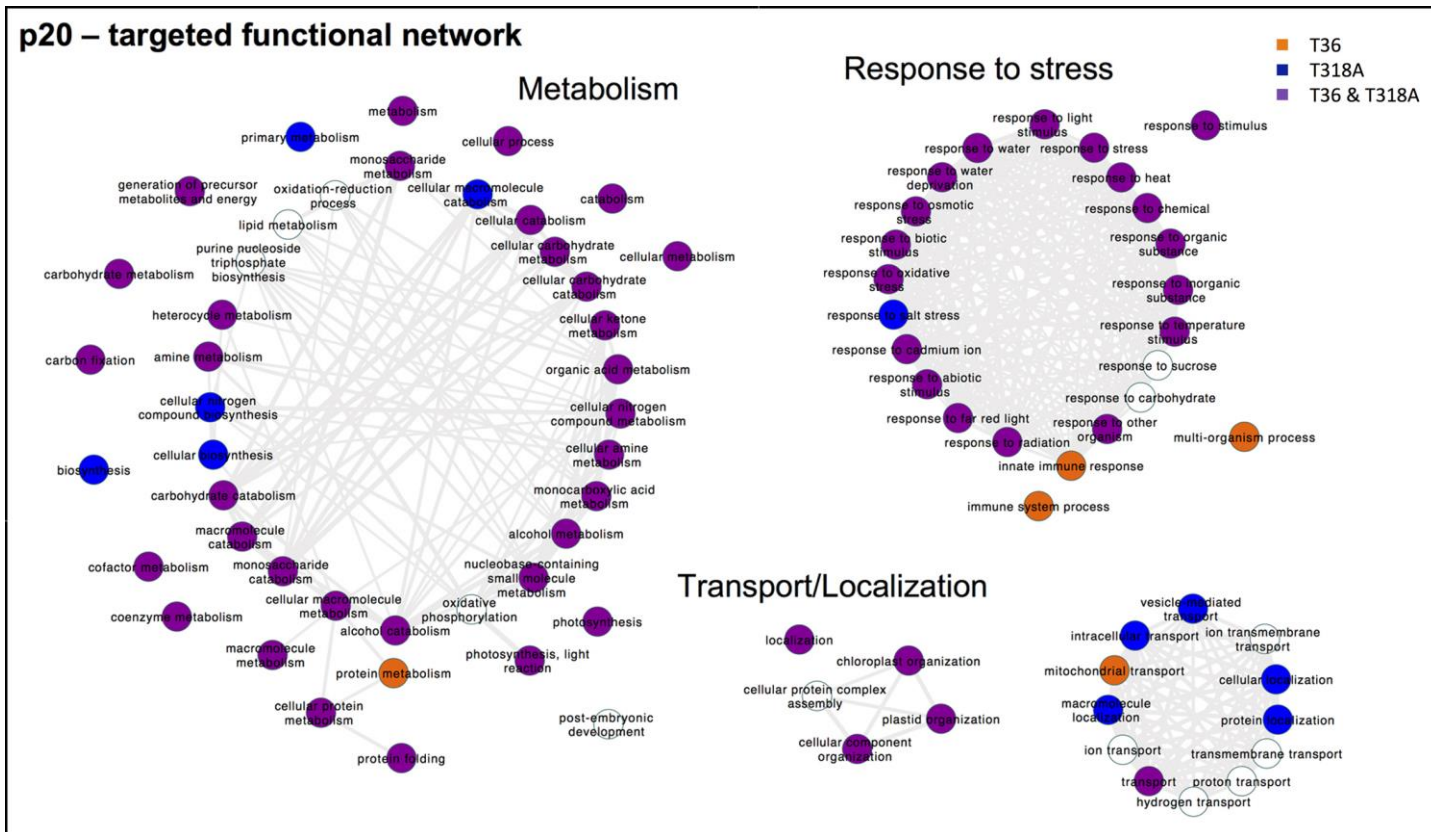 p20 – targeted functional network
T36
T318A
T36 & T318A
Metabolism
metabolism
primary metabolism
cellular process
monosaccharide
metabolism
generation of precursor
metabolites and energy
oxidation-reduction
process
cellular macromolecule
catabolism
catabolism
lipid metabolism
cellular catabolism
purine nucleoside
triphosphate
biosynthesis
cellular carbohydrate
metabolism
cellular metabolism
carbohydrate metabolism
cellular carbohydrate
catabolism
heterocycle metabolism
cellular ketone
metabolism
carbon fixation
amine metabolism
organic acid metabolism
cellular nitrogen
compound biosynthesis
cellular nitrogen
compound metabolism
biosynthesis
cellular biosynthesis
cellular amine
metabolism
carbohydrate catabolism
monocarboxylic acid
metabolism
macromolecule
catabolism
alcohol metabolism
cofactor metabolism
monosaccharide
catabolism
nucleobase-containing
small molecule
metabolism
coenzyme metabolism
cellular macromolecule
metabolism
oxidative
phosphorylation
alcohol catabolism
photosynthesis
macromolecule
metabolism
photosynthesis, light
reaction
protein metabolism
cellular protein
metabolism
post-embryonic
development
protein folding
Response to stress
response to light
stimulus
response to stimulus
response to water
response to stress
response to water
deprivation
response to heat
response to osmotic
stress
response to chemical
response to biotic
stimulus
response to organic
substance
response to oxidative
stress
response to inorganic
substance
response to salt stress
response to temperature
stimulus
response to cadmium ion
response to sucrose
response to abiotic
stimulus
response to carbohydrate
response to far red light
response to other
organism
response to radiation
multi-organism process
innate immune response
immune system process
Transport/Localization
localization
chloroplast organization
cellular protein complex
assembly
plastid organization
cellular component
organization
vesicle-mediated
transport
intracellular transport
ion transmembrane
transport
mitochondrial transport
cellular localization
macromolecule
localization
protein localization
ion transport
transmembrane transport
transport
proton transport
hydrogen transport